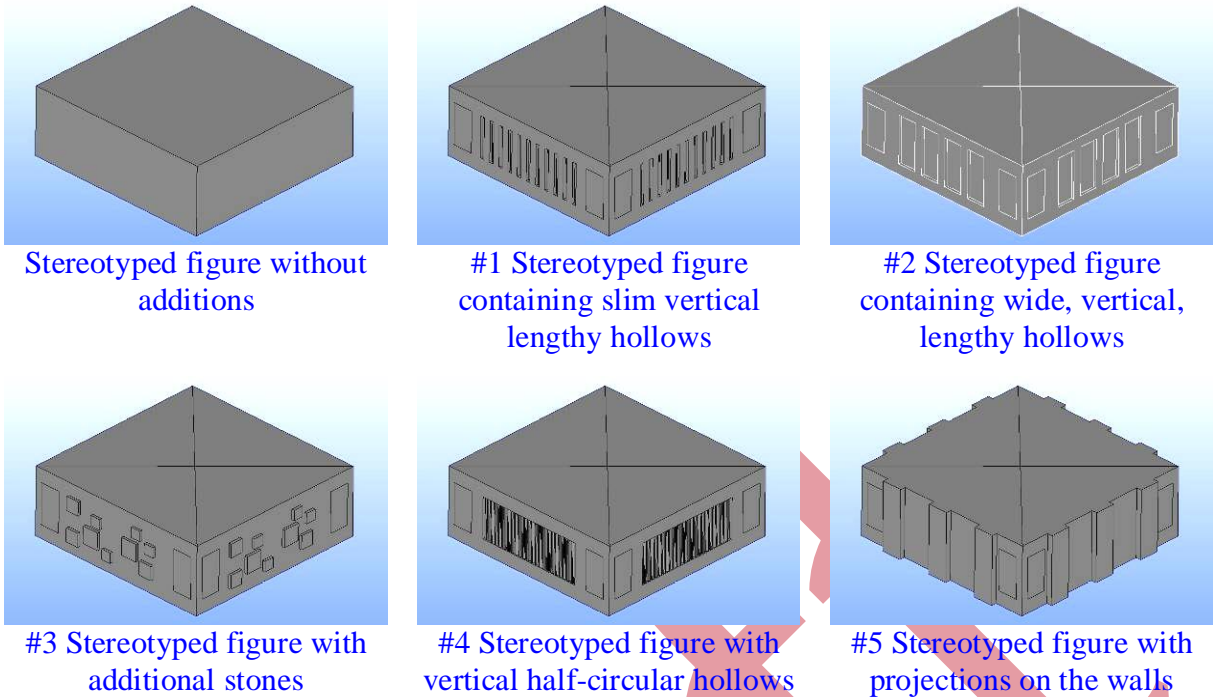 Stereotyped figure without
additions
#1 Stereotyped figure
containing slim vertical
lengthy hollows
#2 Stereotyped figure
containing wide, vertical,
lengthy hollows
#3 Stereotyped figure with
additional stones
#4 Stereotyped figure with
vertical half-circular hollows
#5 Stereotyped figure with
projections on the walls